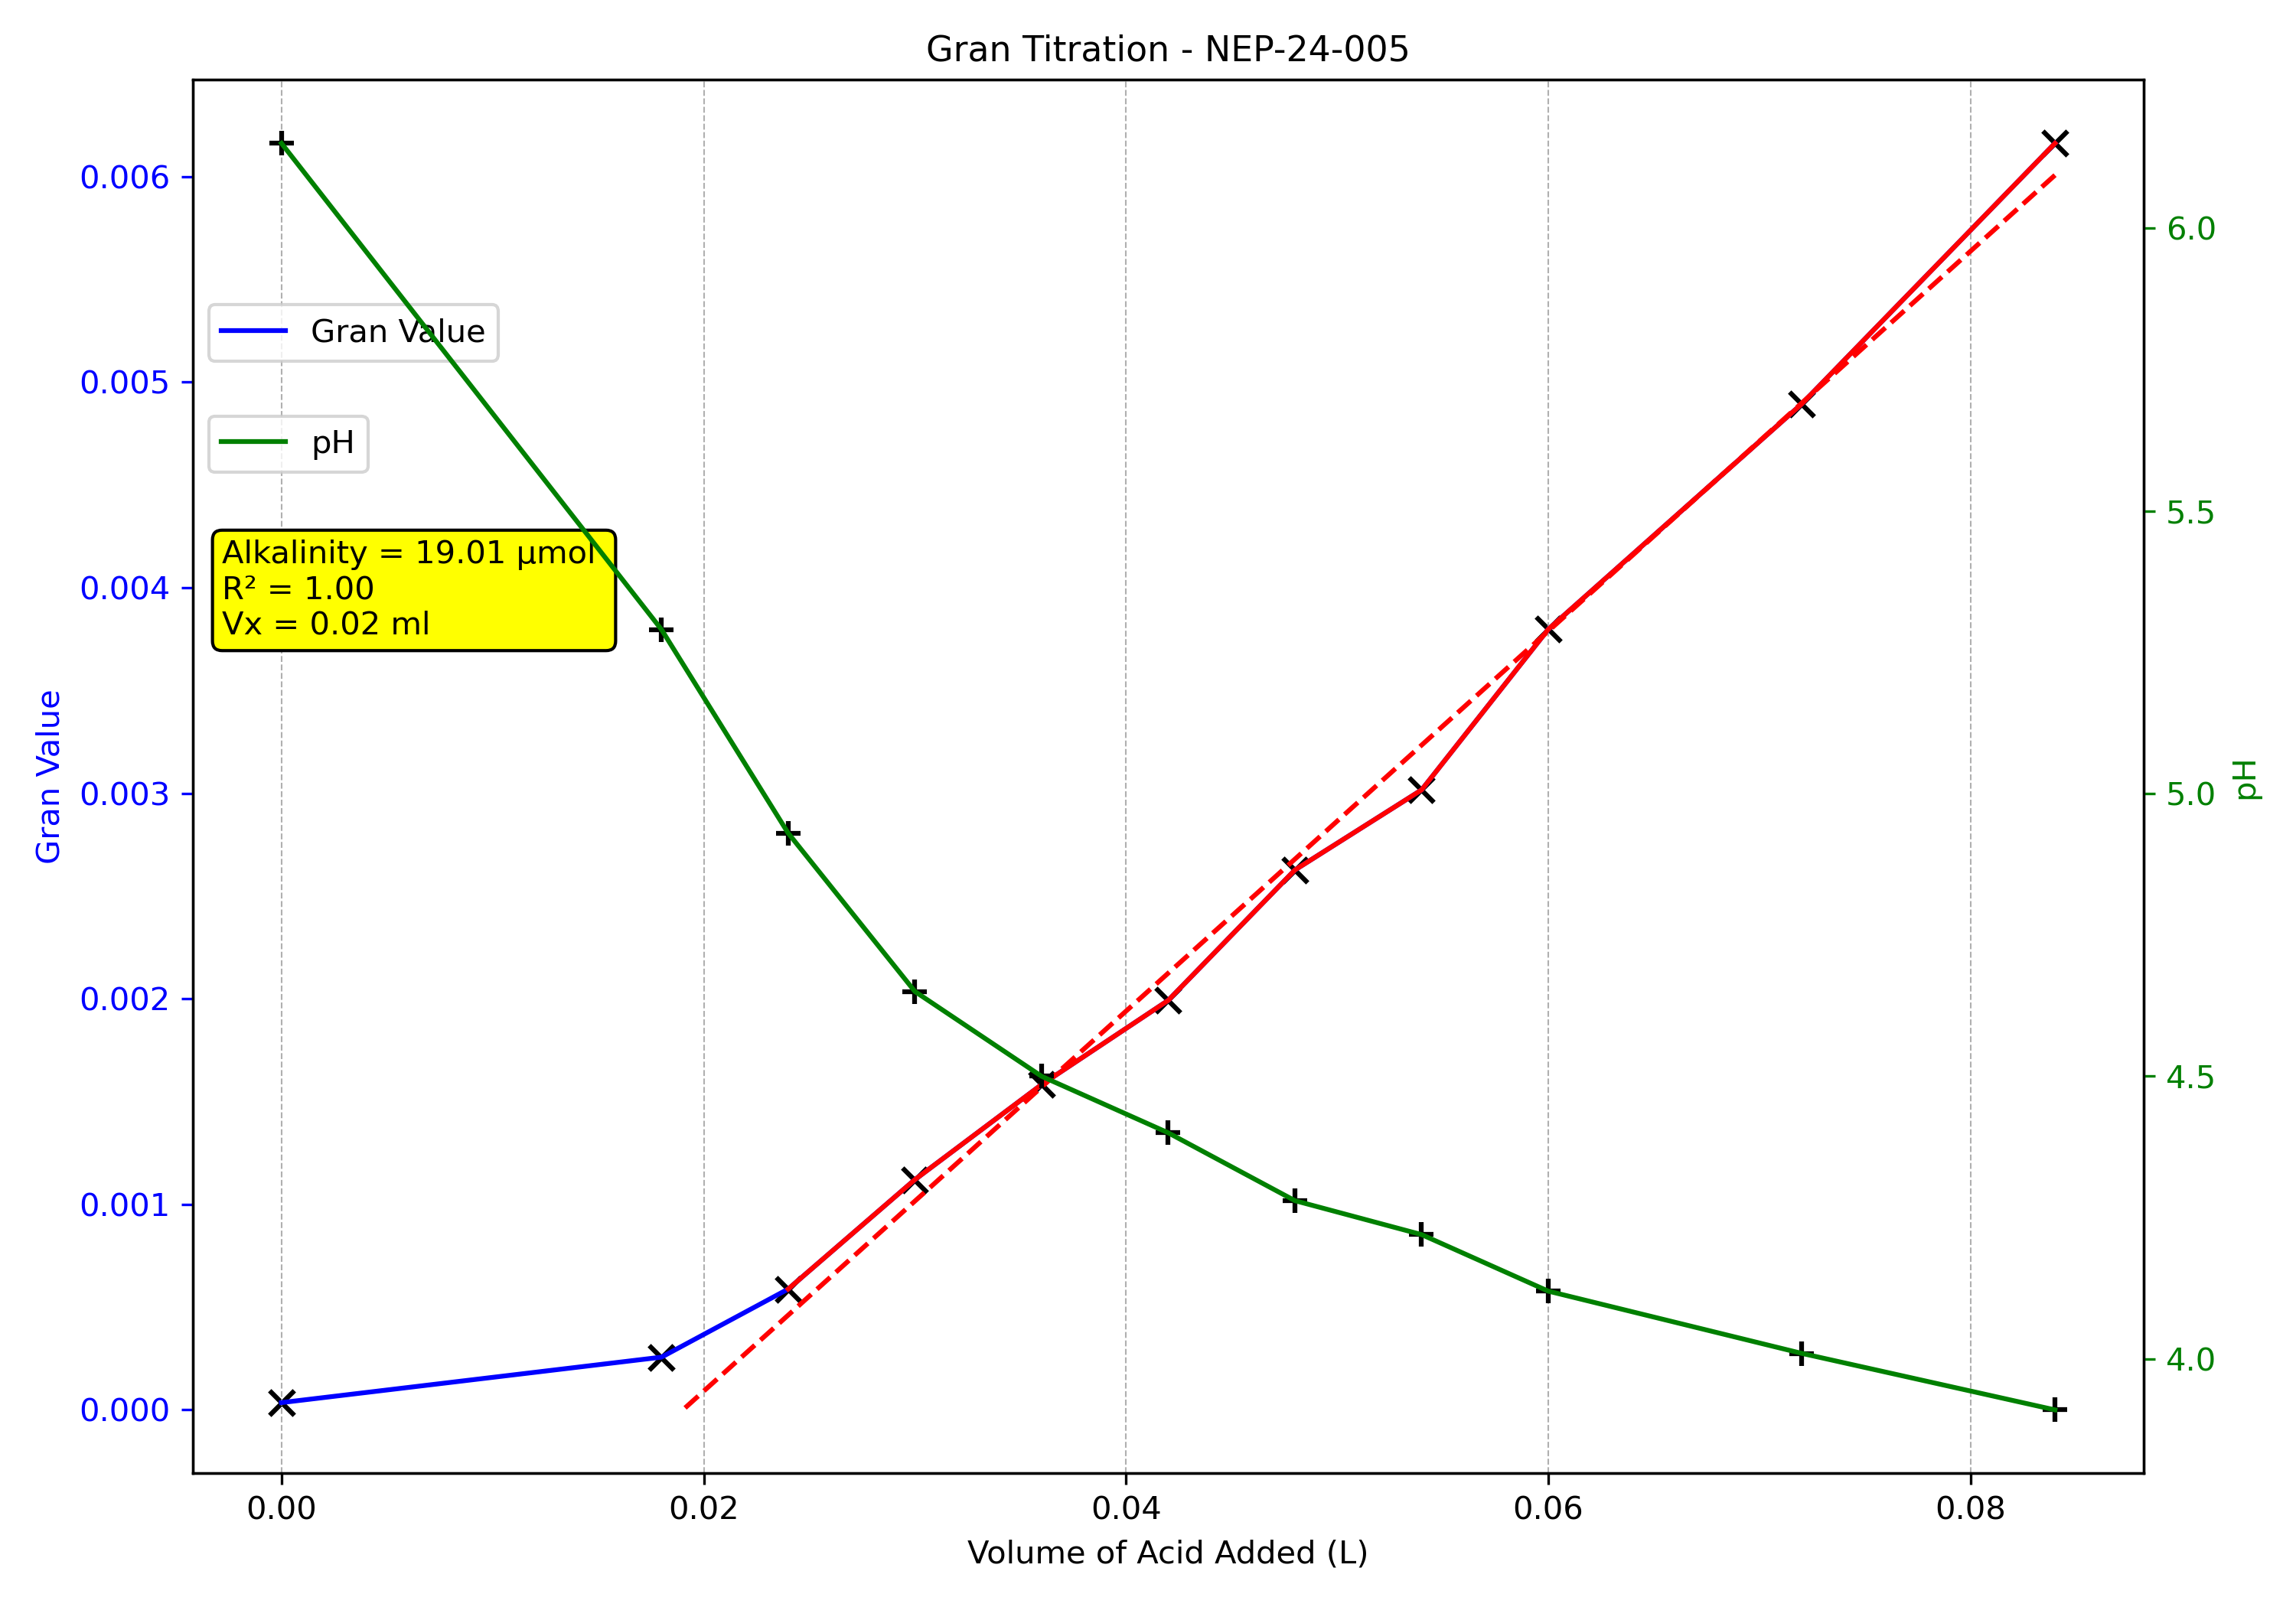 Gran Titration - NEP-24-005
Gran Value
0.006
0.005
0.004
0.003
0.002
0.001
0.000
Gran Value
pH
Alkalinity = 19.01 µmol
R² = 1.00
Vx = 0.02 ml
6.0
5.5
5.0
4.5
4.0
pH
0.00 0.02 0.04 0.06 0.08
Volume of Acid Added (L)